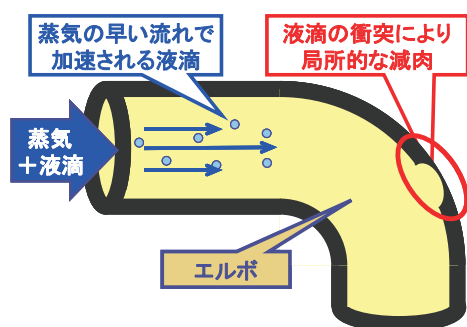 蒸気の早い流れで
加速される液滴
液滴の衝突により
局所的な減肉
蒸気
＋液滴
エルボ